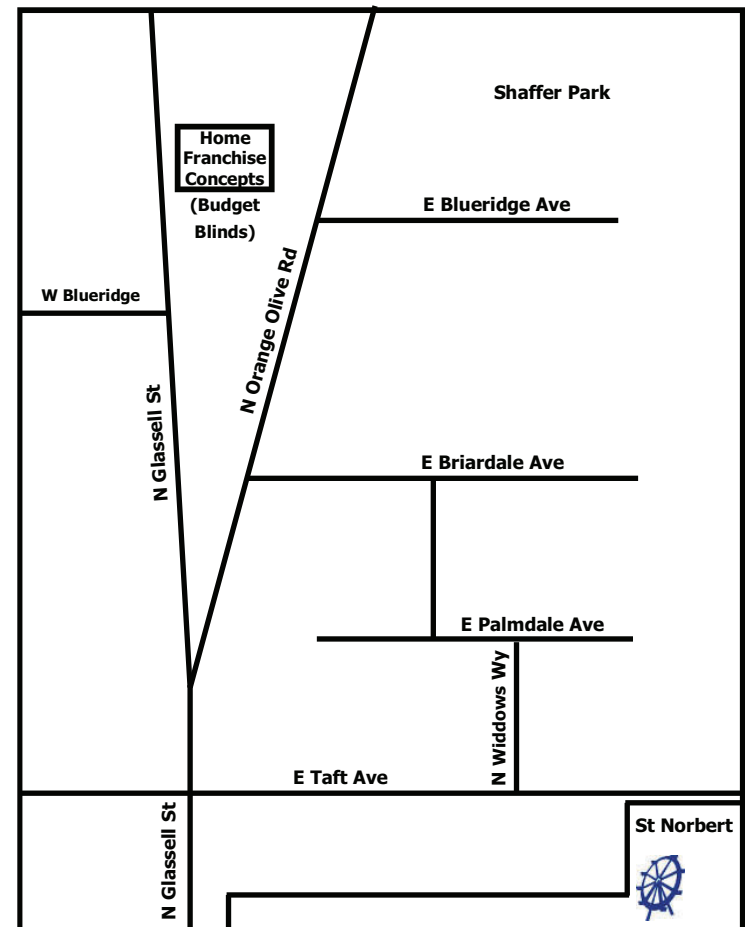 Shaffer Park
Home
Franchise
Concepts
(Budget
Blinds)
E Blueridge Ave
W Blueridge
N Orange Olive Rd
N Glassell St
E Briardale Ave
E Palmdale Ave
N Widdows Wy
E Taft Ave
N Glassell St
St Norbert